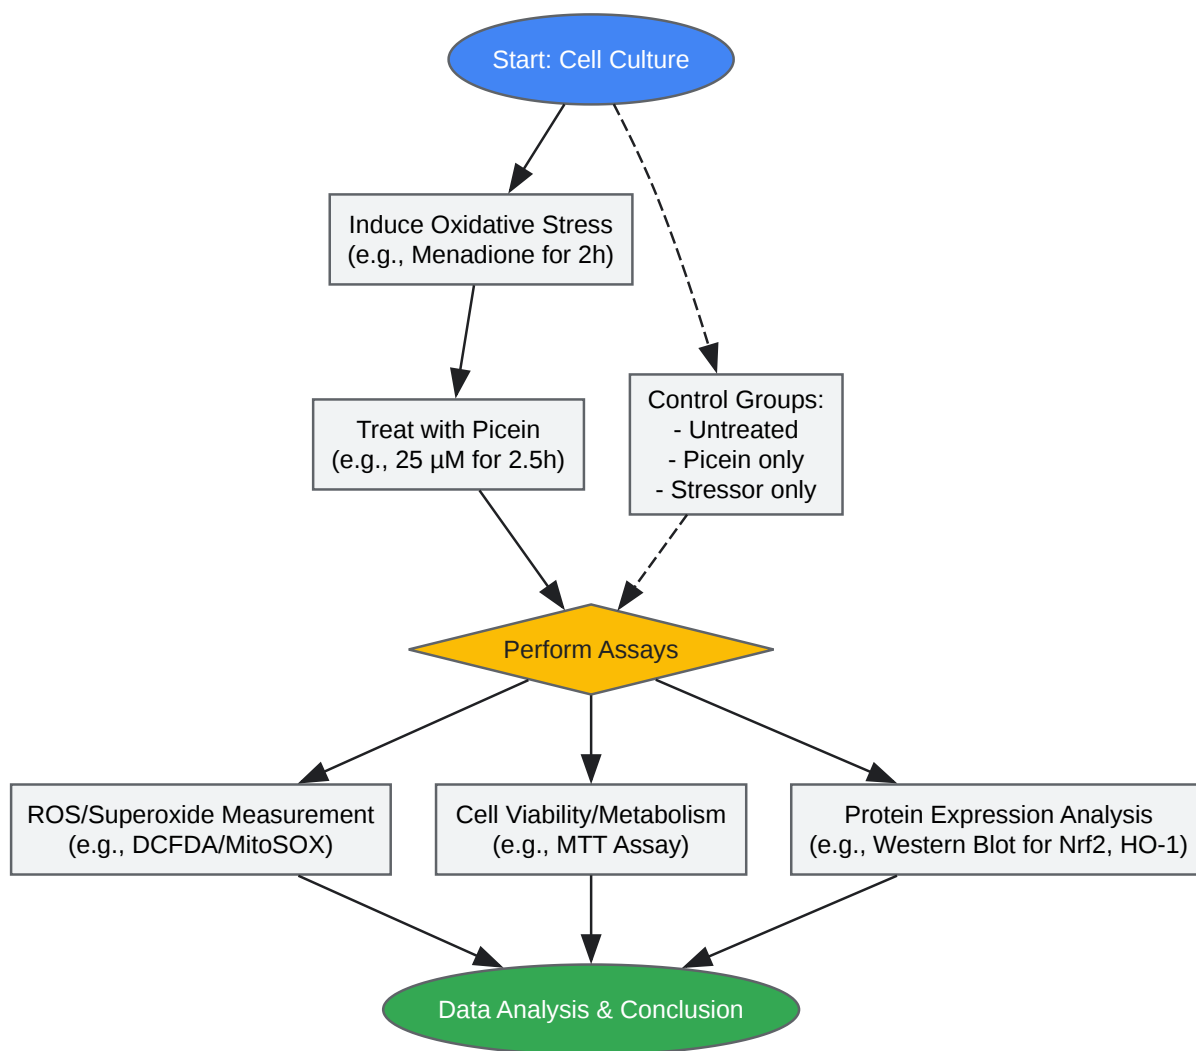 Start: Cell Culture
Induce Oxidative Stress
(e.g., Menadione for 2h)
Treat with Picein
(e.g., 25 µM for 2.5h)
Control Groups:
- Untreated
- Picein only
- Stressor only
Perform Assays
ROS/Superoxide Measurement
(e.g., DCFDA/MitoSOX)
Cell Viability/Metabolism
(e.g., MTT Assay)
Protein Expression Analysis
(e.g., Western Blot for Nrf2, HO-1)
Data Analysis & Conclusion